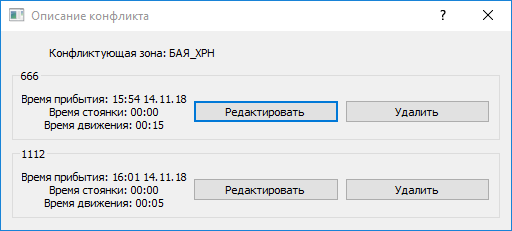 Описание конфликта
?
Конфликтующая зона: БАЯ_ХРН
666
Время прибытия: 15:54 14.11.18
Время стоянки: 00:00
Время движения: 00:15
Редактировать
Удалить
1112
Время прибытия: 16:01 14.11.18
Время стоянки: 00:00
Время движения: 00:05
Редактировать
Удалить